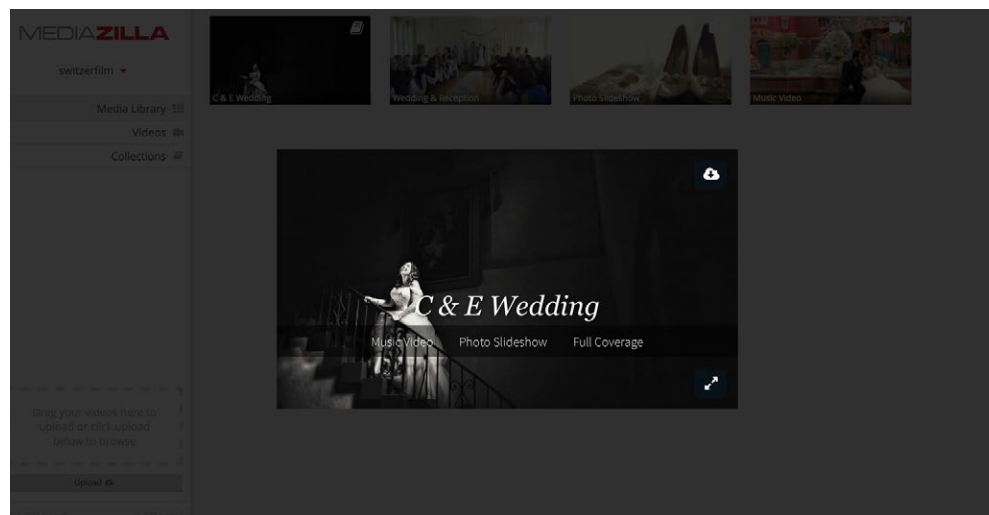 MEDIAZILLA
switzerfilm
Media Library
Videos
Collections
C & E Wedding
Wedding & Reception
Photo Slideshow
Music Video
C & E Wedding
Music Video Photo Slideshow Full Coverage
Drag your videos here to
upload or click upload
below to browse
Upload